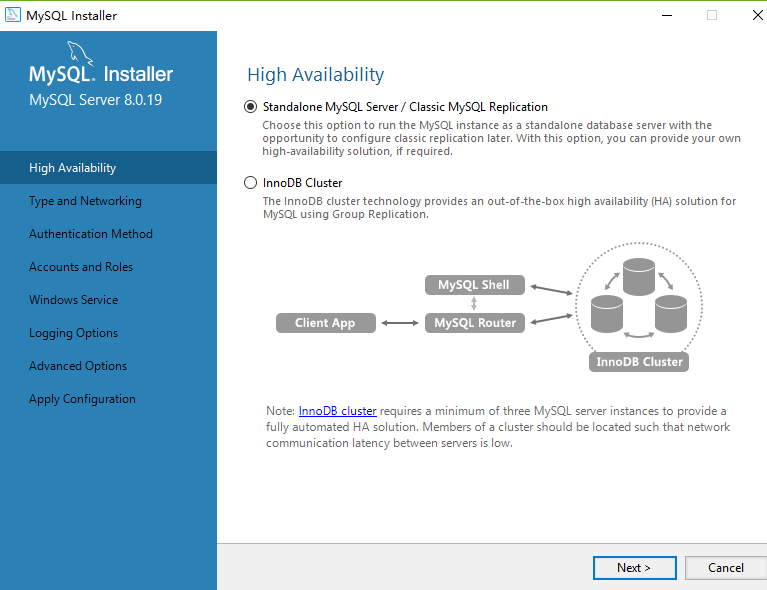 MySQL Installer
MySQL. Installer
MySQL Server 8.0.19
High Availability
Type and Networking
Authentication Method
Accounts and Roles
Windows Service
Logging Options
Advanced Options
Apply Configuration
High Availability
Standalone MySQL Server / Classic MySQL Replication
Choose this option to run the MySQL instance as a standalone database server with the
opportunity to configure classic replication later. With this option, you can provide your own
high-availability solution, if required.
InnoDB Cluster
The InnoDB cluster technology provides an out-of-the-box high availability (HA) solution for
MySQL using Group Replication.
MySQL Shell
Client App
MySQL Router
InnoDB Cluster
Note: InnoDB cluster requires a minimum of three MySQL server instances to provide a
fully automated HA solution. Members of a cluster should be located such that network
communication latency between servers is low.
Next >
Cancel